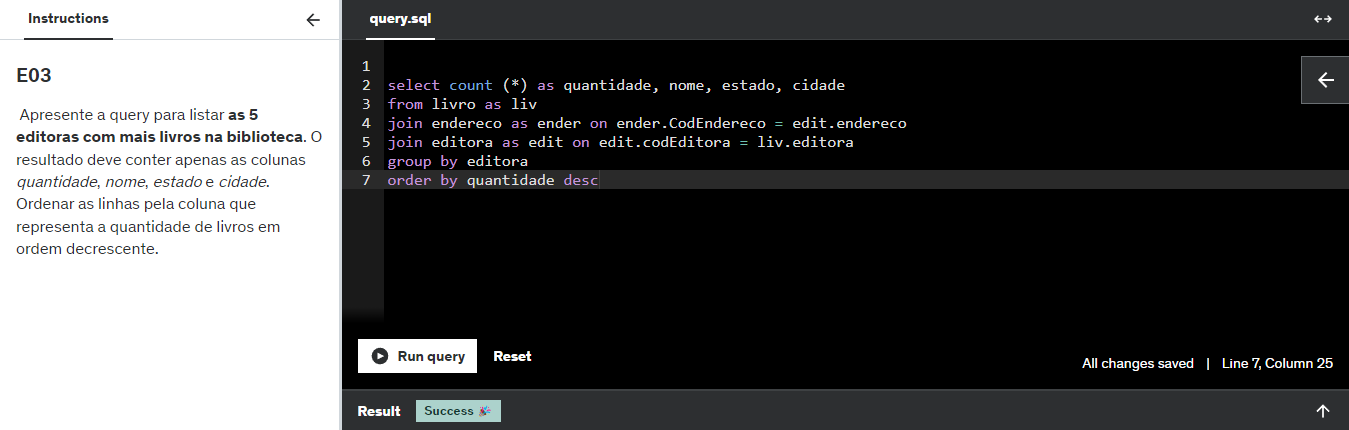 Instructions
E03
Apresente a query para listar as 5
editoras com mais livros na biblioteca. O
resultado deve conter apenas as colunas
quantidade, nome, estado e cidade.
Ordenar as linhas pela coluna que
representa a quantidade de livros em
ordem decrescente.
query.sql
1
2 select count (*) as quantidade, nome, estado, cidade
3 from livro as liv
4 join endereco as ender on ender.CodEndereco = edit.endereco
5 join editora as edit on edit.codEditora = liv.editora
6 group by editora
7 order by quantidade desc
Run query Reset
All changes saved | Line 7, Column 25
Result Success 🎉